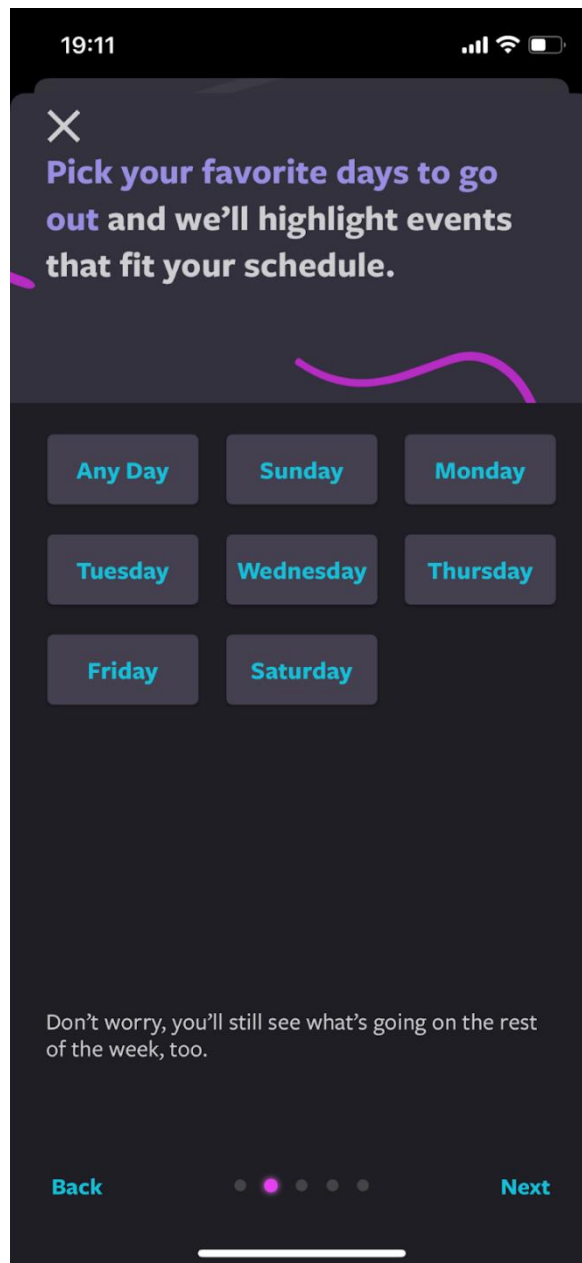 19:11
Pick your favorite days to go
out and we’ll highlight events
that fit your schedule.
Any Day
Sunday
Monday
Tuesday
Wednesday
Thursday
Friday
Saturday
Don’t worry, you’ll still see what’s going on the rest
of the week, too.
Back
Next